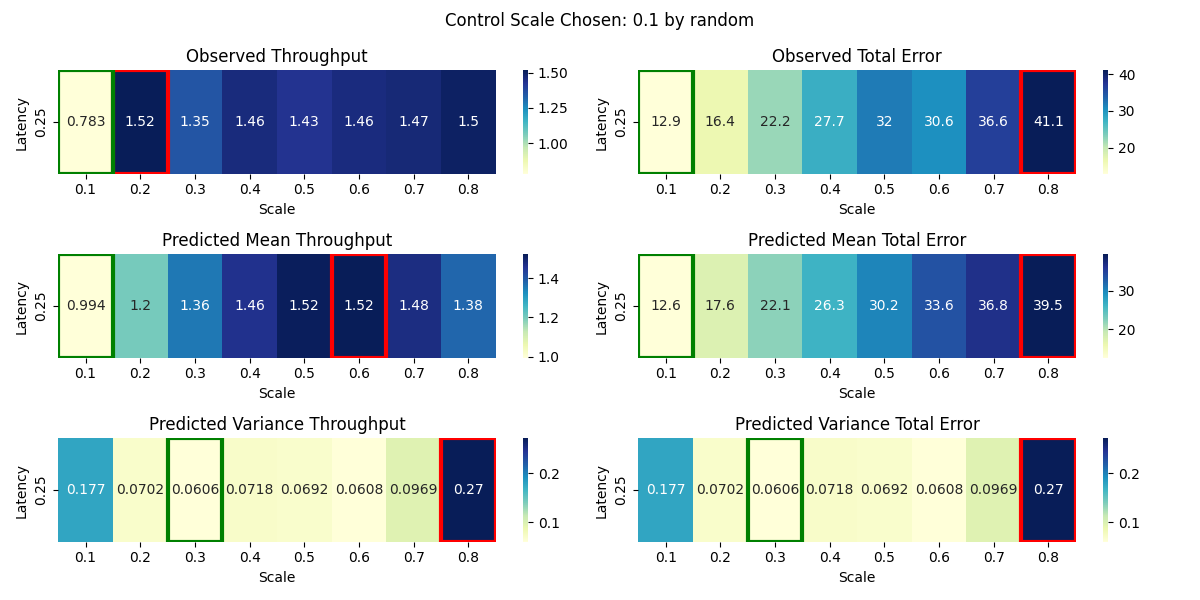 Control Scale Chosen: 0.1 by random
Observed Throughput
Latency
0.25
0.783 1.52 1.35 1.46 1.43 1.46 1.47 1.5
0.1 0.2 0.3 0.4 0.5 0.6 0.7 0.8
Scale
1.50
1.25
1.00
Observed Total Error
Latency
0.25
12.9 16.4 22.2 27.7 32 30.6 36.6 41.1
0.1 0.2 0.3 0.4 0.5 0.6 0.7 0.8
Scale
40
30
20
Predicted Mean Throughput
Latency
0.25
0.994 1.2 1.36 1.46 1.52 1.52 1.48 1.38
0.1 0.2 0.3 0.4 0.5 0.6 0.7 0.8
Scale
1.4
1.2
1.0
Predicted Mean Total Error
Latency
0.25
12.6 17.6 22.1 26.3 30.2 33.6 36.8 39.5
0.1 0.2 0.3 0.4 0.5 0.6 0.7 0.8
Scale
30
20
Predicted Variance Throughput
Latency
0.25
0.177 0.0702 0.0606 0.0718 0.0692 0.0608 0.0969 0.27
0.1 0.2 0.3 0.4 0.5 0.6 0.7 0.8
Scale
0.2
0.1
Predicted Variance Total Error
Latency
0.25
0.177 0.0702 0.0606 0.0718 0.0692 0.0608 0.0969 0.27
0.1 0.2 0.3 0.4 0.5 0.6 0.7 0.8
Scale
0.2
0.1